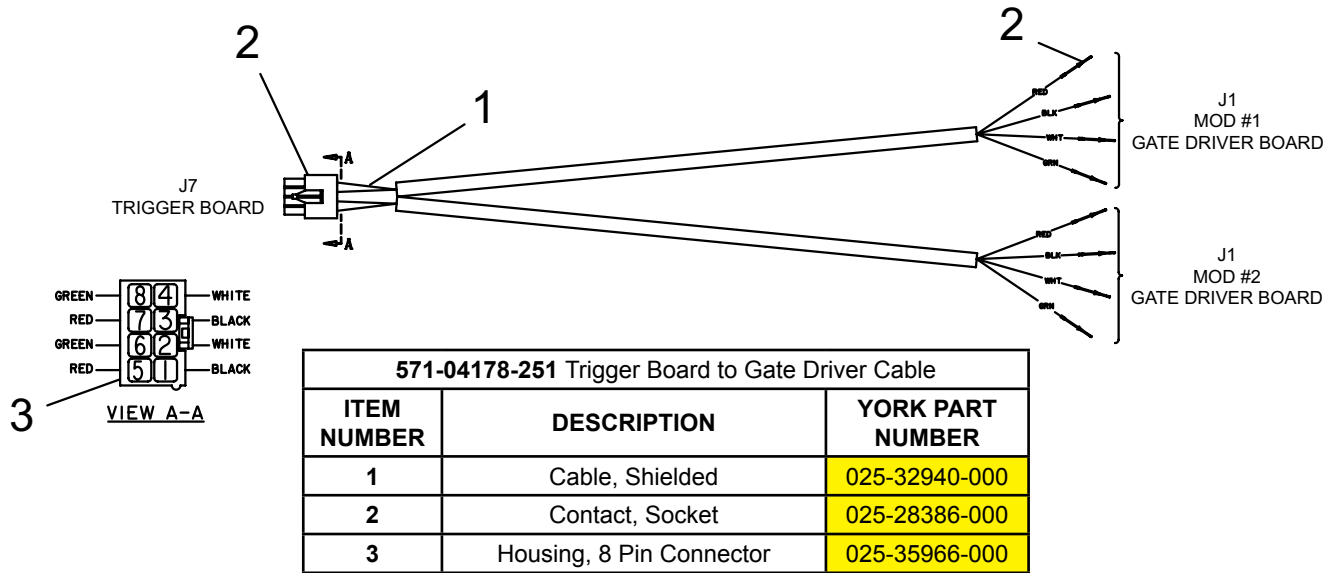 2
2
1
RED
BLK
WHT
GRN
J1
MOD #1
GATE DRIVER BOARD
A
A
J7
TRIGGER BOARD
RED
BLK
WHT
GRN
J1
MOD #2
GATE DRIVER BOARD
GREEN 8 4 WHITE
RED 7 3 BLACK
GREEN 6 2 WHITE
RED 5 1 BLACK
3
VIEW A-A
571-04178-251 Trigger Board to Gate Driver Cable
ITEM NUMBER DESCRIPTION YORK PART NUMBER
1 Cable, Shielded 025-32940-000
2 Contact, Socket 025-28386-000
3 Housing, 8 Pin Connector 025-35966-000